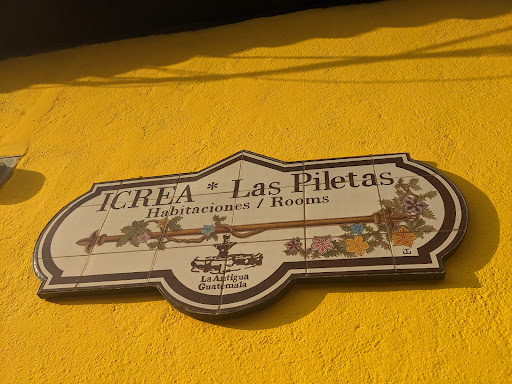 ICREA * Las Piletas
Habitaciones / Rooms
La Antigua
Guatemala